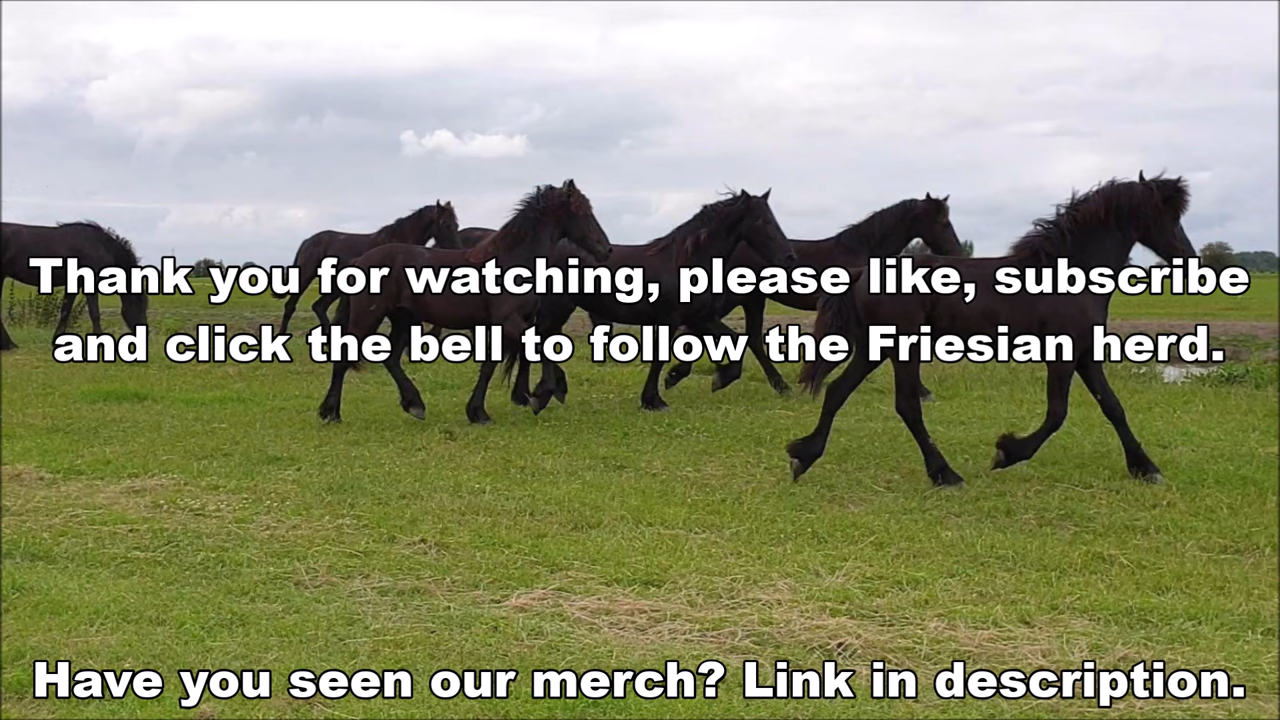 Thank you for watching, please like, subscribe
and click the bell to follow the Friesian herd.
Have you seen our merch? Link in description.